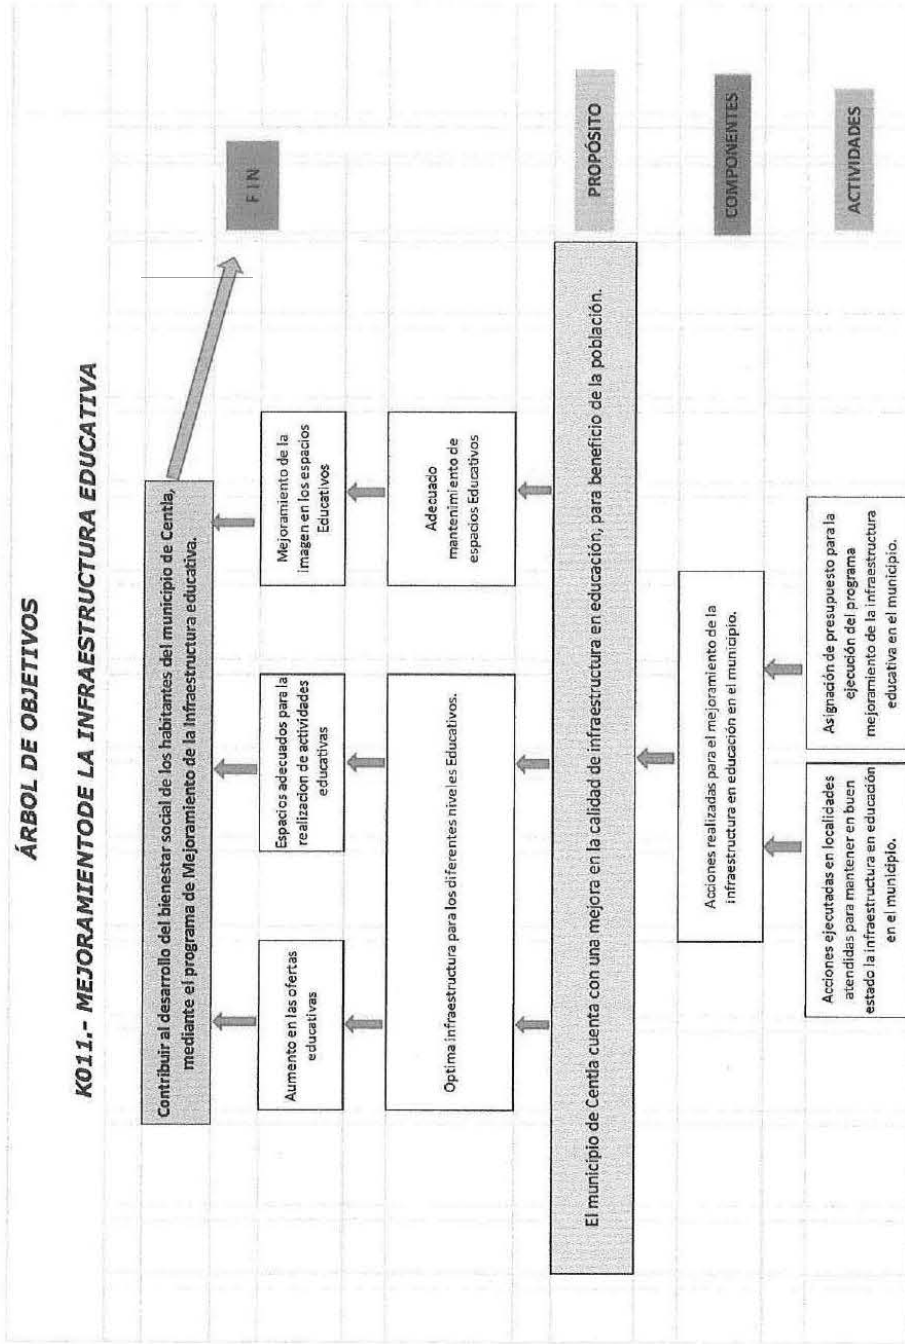 ÁRBOL DE OBJETIVOS
K011.- MEJORAMIENTODE LA INFRAESTRUCTURA EDUCATIVA
Contribuir al desarrollo del bienestar social de los habitantes del municipio de Centla,
mediante el programa de Mejoramiento de la Infraestructura educativa.
F I N
Aumento en las ofertas
educativas
Espacios adecuados para la
realizacion de actividades
educativas
Mejoramiento de la
imagen en los espacios
Educativos
Optima infraestructura para los diferentes niveles Educativos.
Adecuado
mantenimiento de
espacios Educativos
El municipio de Centla cuenta con una mejora en la calidad de infraestructura en educación, para beneficio de la población.
PROPÓSITO
Acciones realizadas para el mejoramiento de la
infraestructura en educación en el municipio.
COMPONENTES
Acciones ejecutadas en localidades
atendidas para mantener en buen
estado la infraestructura en educación
en el municipio.
Asignación de presupuesto para la
ejecución del programa
mejoramiento de la infraestructura
educativa en el municipio.
ACTIVIDADES